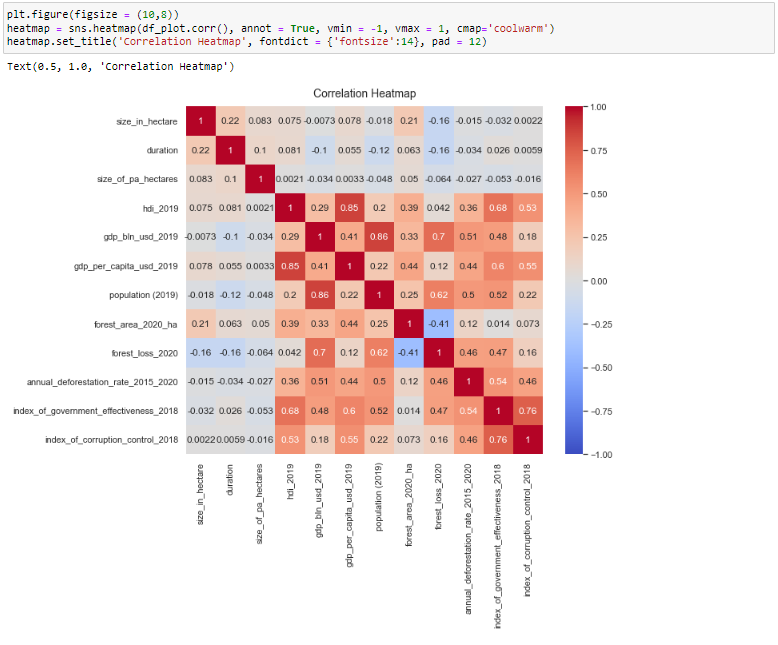 plt.figure(figsize = (10,8))
heatmap = sns.heatmap(df_plot.corr(), annot = True, vmin = -1, vmax = 1, cmap='coolwarm')
heatmap.set_title('Correlation Heatmap', fontdict = {'fontsize':14}, pad = 12)
Text(0.5, 1.0, 'Correlation Heatmap')
Correlation Heatmap
size_in_hectare 1 0.22 0.083 0.075 -0.0073 0.078 -0.018 0.21 -0.16 -0.015 -0.032 0.0022
duration 0.22 1 0.1 0.081 -0.1 0.055 -0.12 0.063 -0.16 -0.034 0.026 0.0059
size_of_pa_hectares 0.083 0.1 1 0.0021 -0.034 0.0033 -0.048 0.05 -0.064 -0.027 -0.053 -0.016
hdi_2019 0.075 0.081 0.0021 1 0.29 0.85 0.2 0.39 0.042 0.36 0.68 0.53
gdp_bln_usd_2019 -0.0073 -0.1 -0.034 0.29 1 0.41 0.86 0.33 0.7 0.51 0.48 0.18
gdp_per_capita_usd_2019 0.078 0.055 0.0033 0.85 0.41 1 0.22 0.44 0.12 0.44 0.6 0.55
population (2019) -0.018 -0.12 -0.048 0.2 0.86 0.22 1 0.25 0.62 0.5 0.52 0.22
forest_area_2020_ha 0.21 0.063 0.05 0.39 0.33 0.44 0.25 1 -0.41 0.12 0.014 0.073
forest_loss_2020 -0.16 -0.16 -0.064 0.042 0.7 0.12 0.62 -0.41 1 0.46 0.47 0.16
annual_deforestation_rate_2015_2020 -0.015 -0.034 -0.027 0.36 0.51 0.44 0.5 0.12 0.46 1 0.54 0.46
index_of_government_effectiveness_2018 -0.032 0.026 -0.053 0.68 0.48 0.6 0.52 0.014 0.47 0.54 1 0.76
index_of_corruption_control_2018 0.0022 0.0059 -0.016 0.53 0.18 0.55 0.22 0.073 0.16 0.46 0.76 1
size_in_hectare
duration
size_of_pa_hectares
hdi_2019
gdp_bln_usd_2019
gdp_per_capita_usd_2019
population (2019)
forest_area_2020_ha
forest_loss_2020
annual_deforestation_rate_2015_2020
index_of_government_effectiveness_2018
index_of_corruption_control_2018
1.00
0.75
0.50
0.25
0.00
-0.25
-0.50
-0.75
-1.00